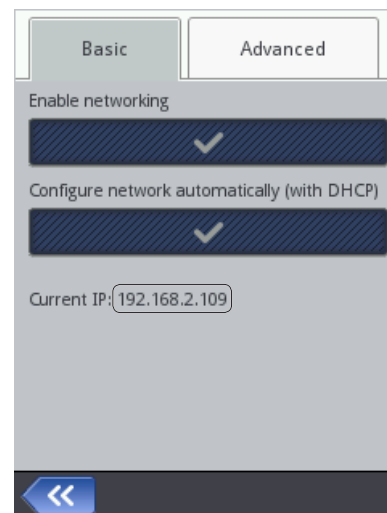 Basic
Advanced
Enable networking
Configure network automatically (with DHCP)
Current IP: 192.168.2.109